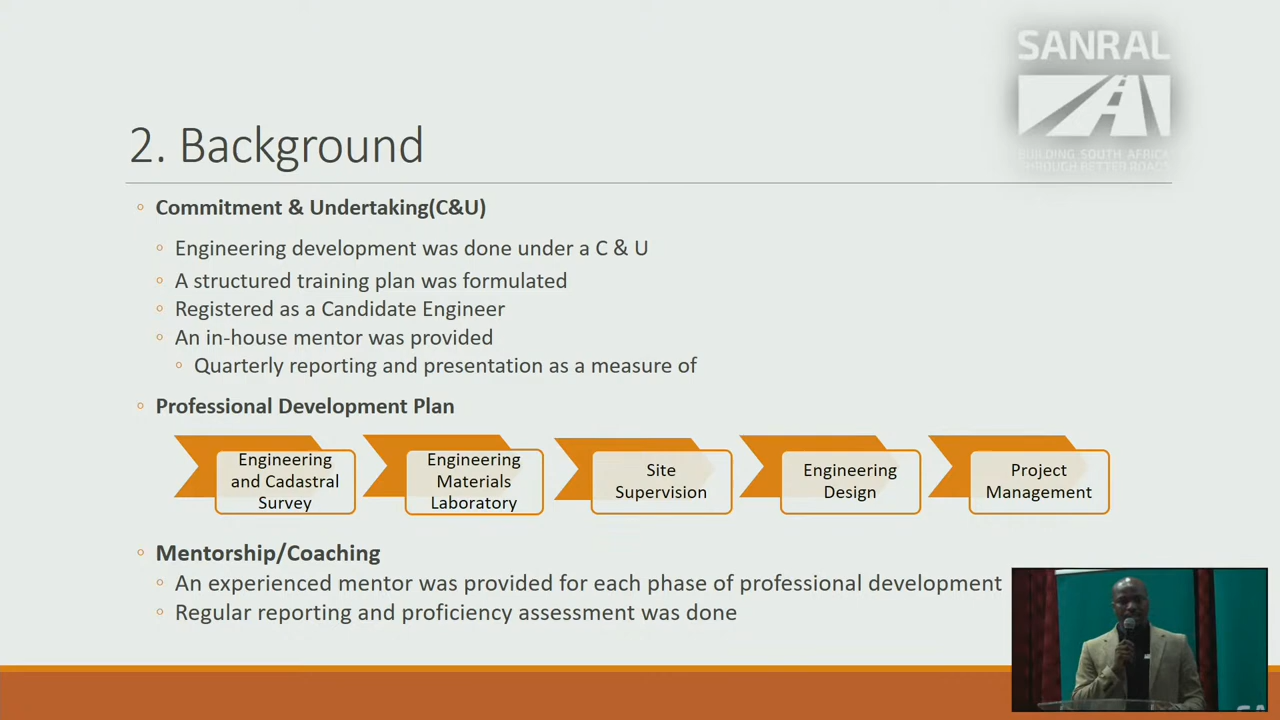 SANRAL
BUILDING SOUTH AFRICA
THROUGH BETTER ROADS
2. Background
Commitment & Undertaking(C&U)
Engineering development was done under a C & U
A structured training plan was formulated
Registered as a Candidate Engineer
An in-house mentor was provided
Quarterly reporting and presentation as a measure of
Professional Development Plan
Engineering
and Cadastral
Survey
Engineering
Materials
Laboratory
Site
Supervision
Engineering
Design
Project
Management
Mentorship/Coaching
An experienced mentor was provided for each phase of professional development
Regular reporting and proficiency assessment was done